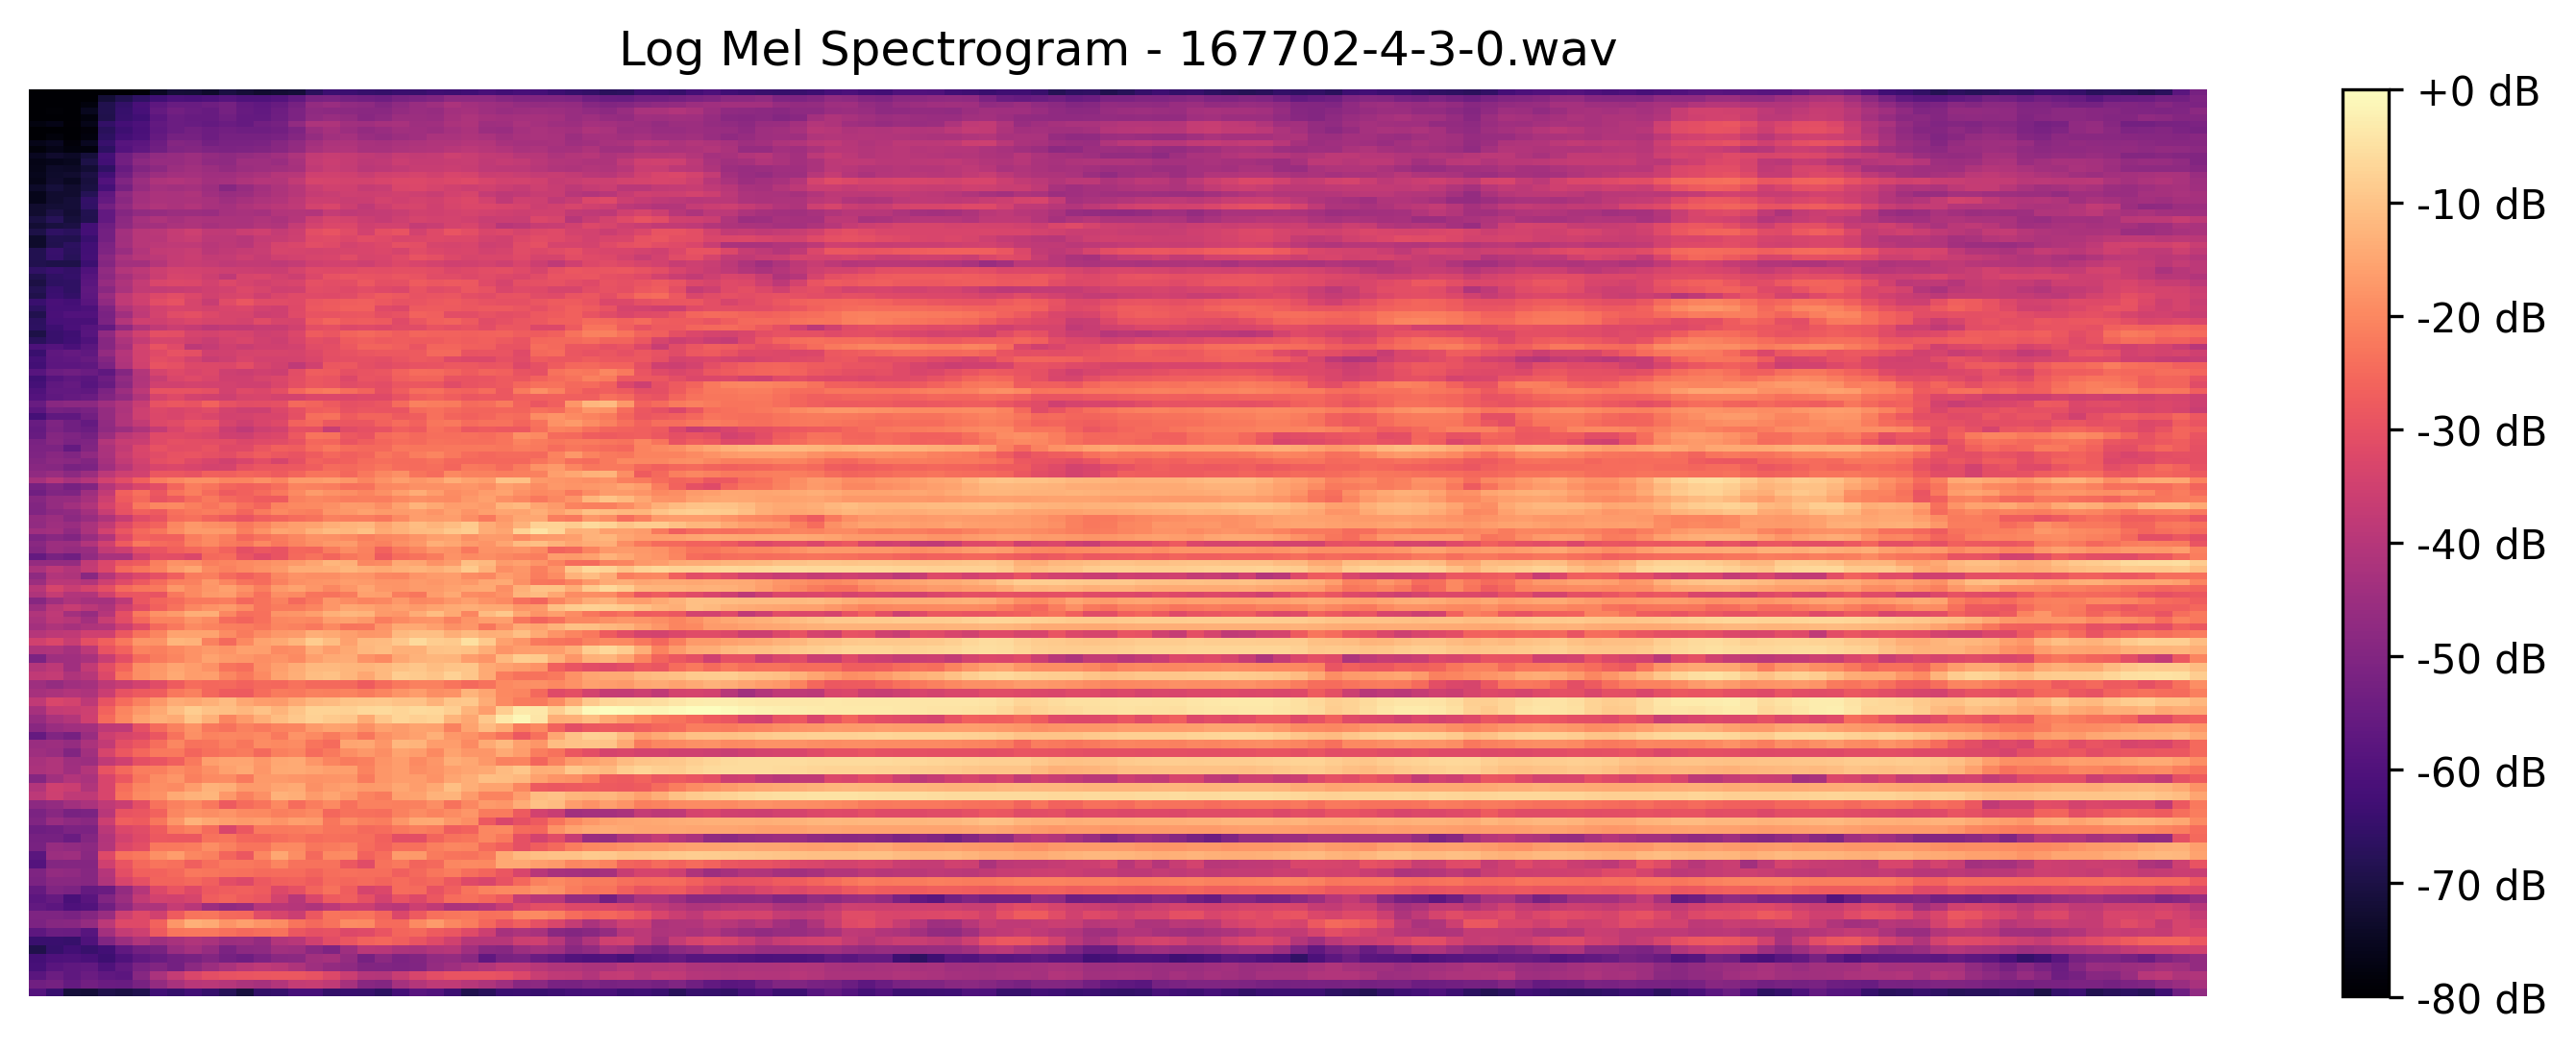 Log Mel Spectrogram - 167702-4-3-0.wav
+0 dB
-10 dB
-20 dB
-30 dB
-40 dB
-50 dB
-60 dB
-70 dB
-80 dB